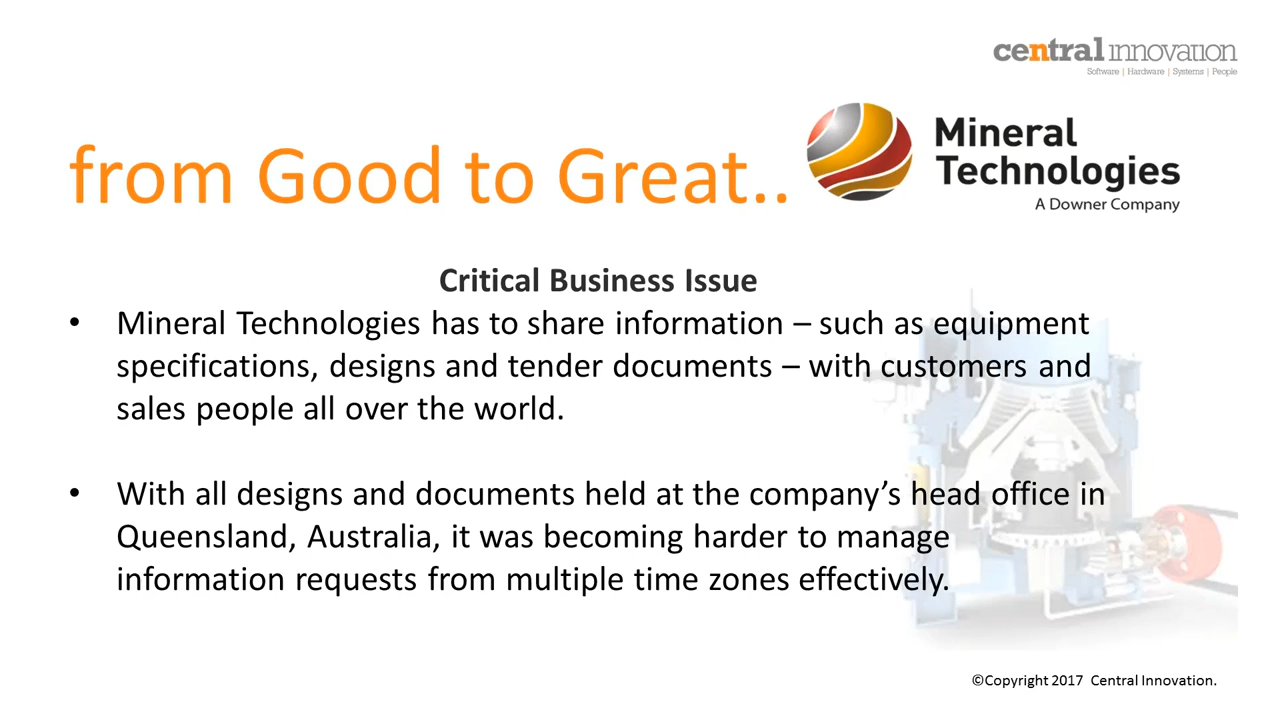 central innovation
Software | Hardware | Systems | People
from Good to Great..
Mineral
Technologies
A Downer Company
Critical Business Issue
• Mineral Technologies has to share information – such as equipment
specifications, designs and tender documents – with customers and
sales people all over the world.
• With all designs and documents held at the company’s head office in
Queensland, Australia, it was becoming harder to manage
information requests from multiple time zones effectively.
©Copyright 2017  Central Innovation.